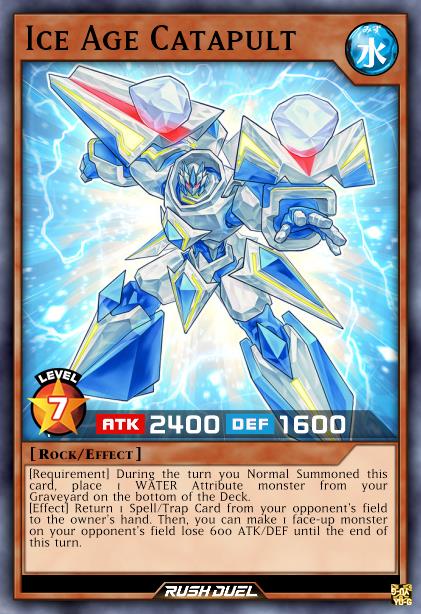 ICE AGE CATAPULT
みず
水
LEVEL
7
ATK 2400 DEF 1600
[ROCK/EFFECT]
[Requirement] During the turn you Normal Summoned this
card, place 1 WATER Attribute monster from your
Graveyard on the bottom of the Deck.
[Effect] Return 1 Spell/Trap Card from your opponent's field
to the owner's hand. Then, you can make 1 face-up monster
on your opponent's field lose 600 ATK/DEF until the end of
this turn.
RUSH DUEL